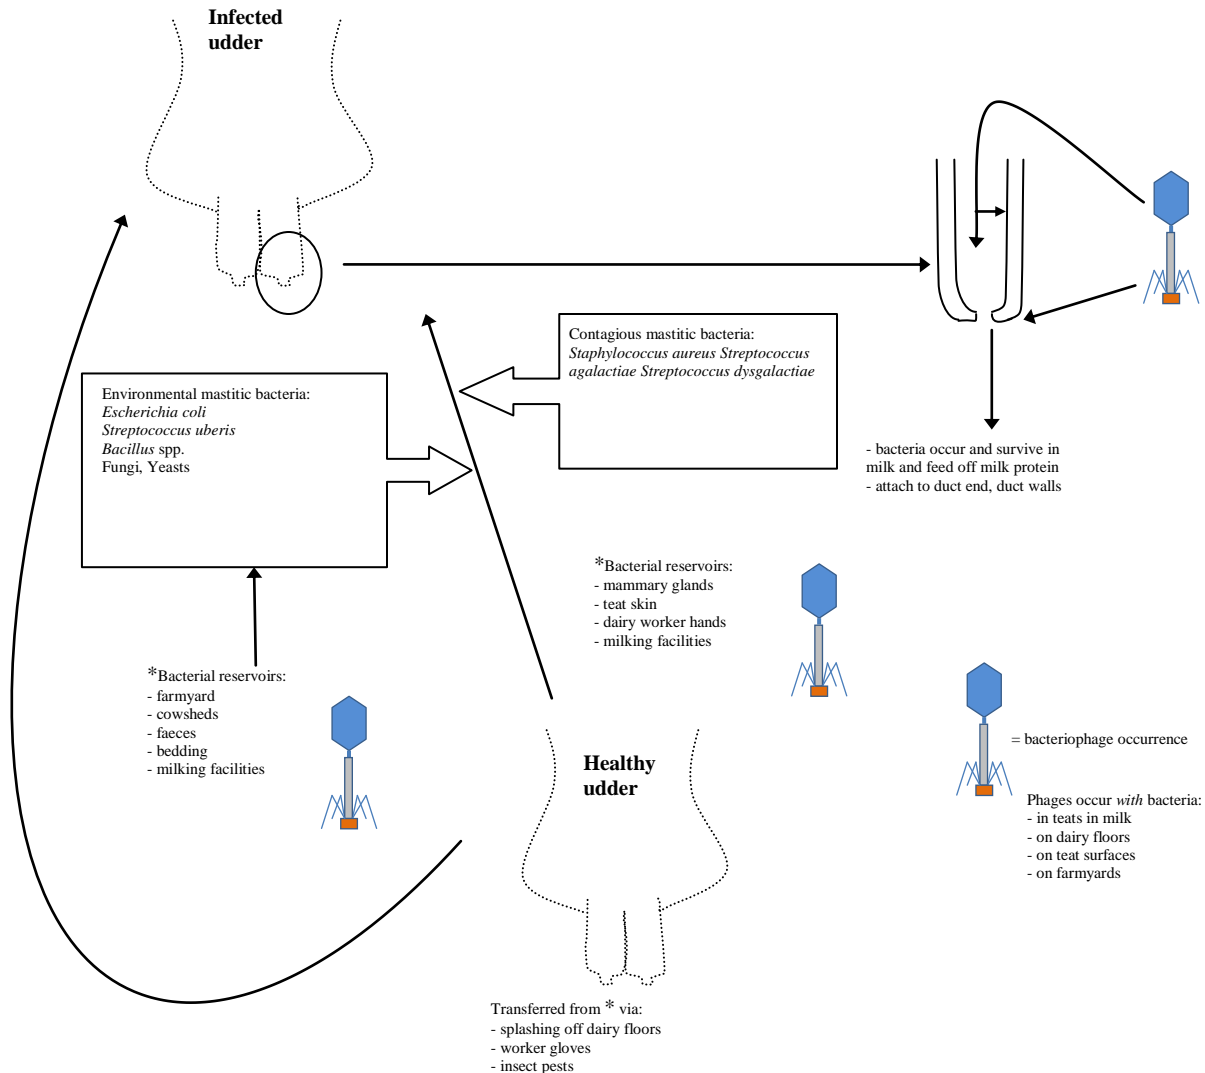 Infected
udder
Contagious mastitic bacteria:
Staphylococcus aureus Streptococcus
agalactiae Streptococcus dysgalactiae
Environmental mastitic bacteria:
Escherichia coli
Streptococcus uberis
Bacillus spp.
Fungi, Yeasts
- bacteria occur and survive in
milk and feed off milk protein
- attach to duct end, duct walls
*Bacterial reservoirs:
- mammary glands
- teat skin
- dairy worker hands
- milking facilities
*Bacterial reservoirs:
- farmyard
- cowsheds
- faeces
- bedding
- milking facilities
Healthy
udder
= bacteriophage occurrence
Phages occur with bacteria:
- in teats in milk
- on dairy floors
- on teat surfaces
- on farmyards
Transferred from * via:
- splashing off dairy floors
- worker gloves
- insect pests